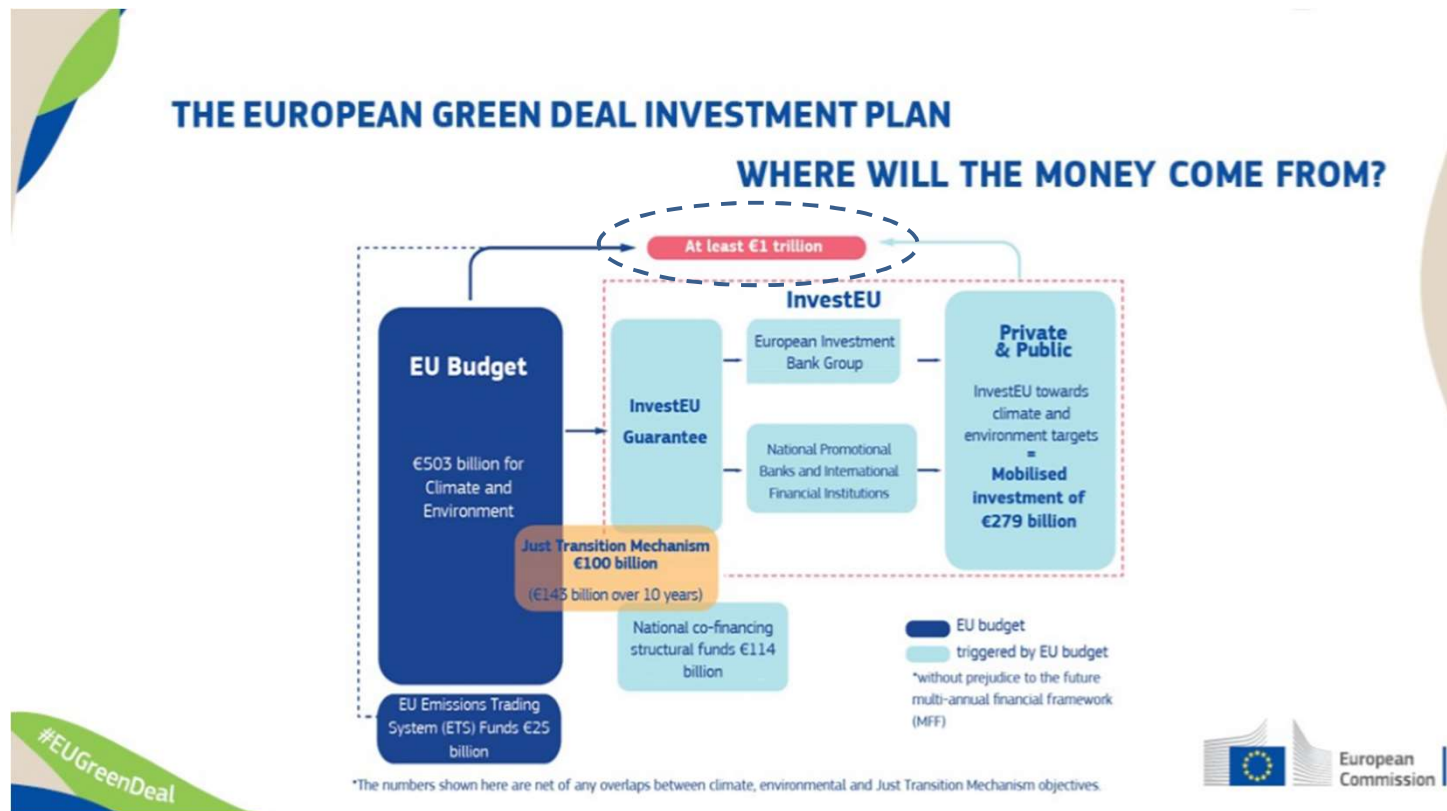 THE EUROPEAN GREEN DEAL INVESTMENT PLAN
WHERE WILL THE MONEY COME FROM?
At least €1 trillion
InvestEU
EU Budget
€503 billion for
Climate and
Environment
InvestEU
Guarantee
European Investment
Bank Group
National Promotional
Banks and International
Financial Institutions
Private
& Public
InvestEU towards
climate and
environment targets
=
Mobilised
investment of
€279 billion
Just Transition Mechanism
€100 billion
(€143 billion over 10 years)
National co-financing
structural funds €114
billion
EU Emissions Trading
System (ETS) Funds €25
billion
EU budget
triggered by EU budget
*without prejudice to the future
multi-annual financial framework
(MFF)
*The numbers shown here are net of any overlaps between climate, environmental and Just Transition Mechanism objectives.
#EUGreenDeal
European
Commission